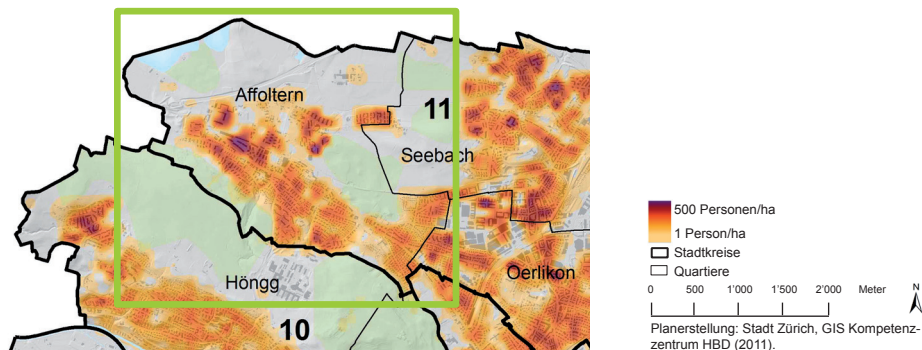 Affoltern
11
Seebach
Höngg
Oerlikon
10
500 Personen/ha
1 Person/ha
Stadtkreise
Quartiere
0 500 1'000 1'500 2'000 Meter
N
Planerstellung: Stadt Zürich, GIS Kompetenz-
zentrum HBD (2011).